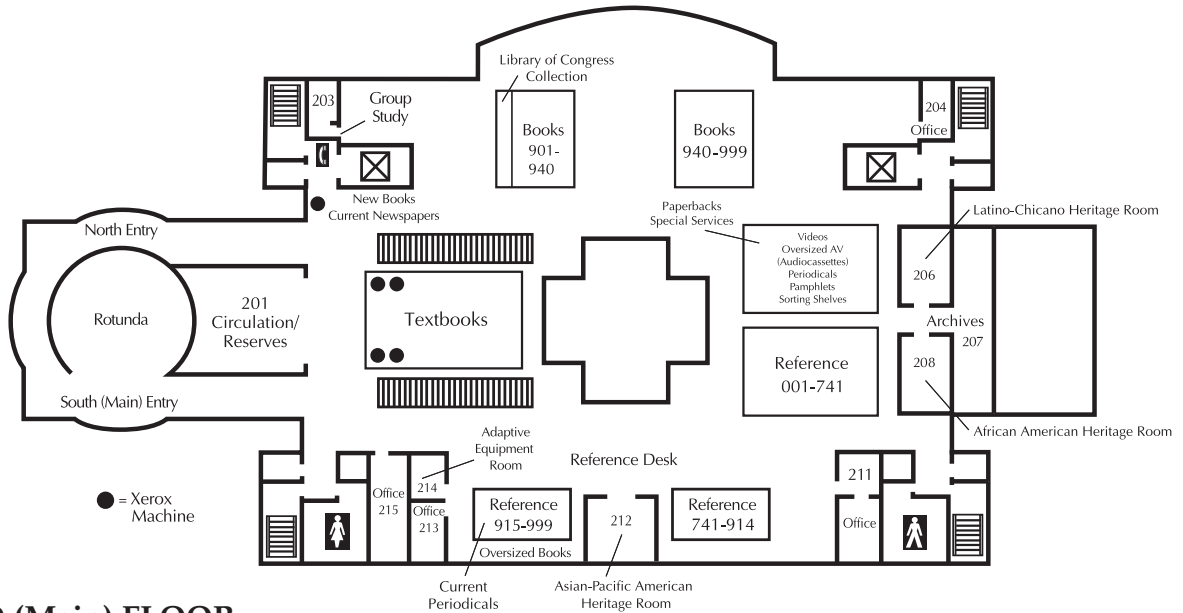 Library of Congress
Collection
203
Group
Study
Books
901-
940
Books
940-999
204
Office
New Books
Current Newspapers
Paperbacks
Special Services
Latino-Chicano Heritage Room
North Entry
Videos
Oversized AV
(Audiocassettes)
Periodicals
Pamphlets
Sorting Shelves
206
Rotunda
201
Circulation/
Reserves
Textbooks
Archives
207
Reference
001-741
208
South (Main) Entry
African American Heritage Room
Adaptive
Equipment
Room
Reference Desk
= Xerox
Machine
Office
215
214
Office
213
Reference
915-999
Oversized Books
212
Reference
741-914
211
Office
Current
Periodicals
Asian-Pacific American
Heritage Room
(Main) FLOOR